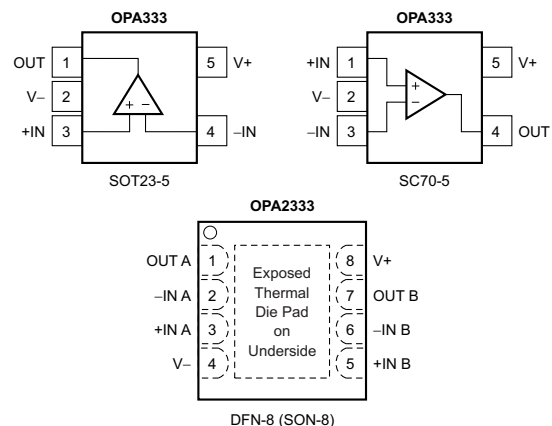 OPA333
OUT 1 5 V+
V– 2
+IN 3 + – 4 –IN
SOT23-5
OPA333
+IN 1 5 V+
V– 2 + –
–IN 3 4 OUT
SC70-5
OPA2333
OUT A 1 8 V+
–IN A 2 7 OUT B
+IN A 3 6 –IN B
V– 4 5 +IN B
Exposed
Thermal
Die Pad
on
Underside
DFN-8 (SON-8)